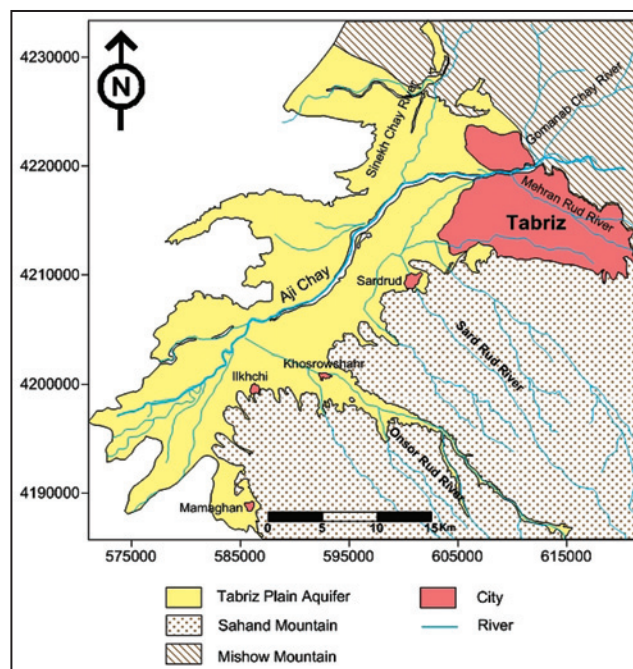 4230000
4220000
4210000
4200000
4190000
N
Sinekh Chay River
Gomanab Chay River
Mehran Rud River
Tabriz
Aji Chay
Sardrud
Sard Rud River
Khosrowshahr
Ilkhchi
Onsor Rud River
Mamaghan
0 5 10 15 Km
575000 585000 595000 605000 615000
Tabriz Plain Aquifer
City
Sahand Mountain
River
Mishow Mountain